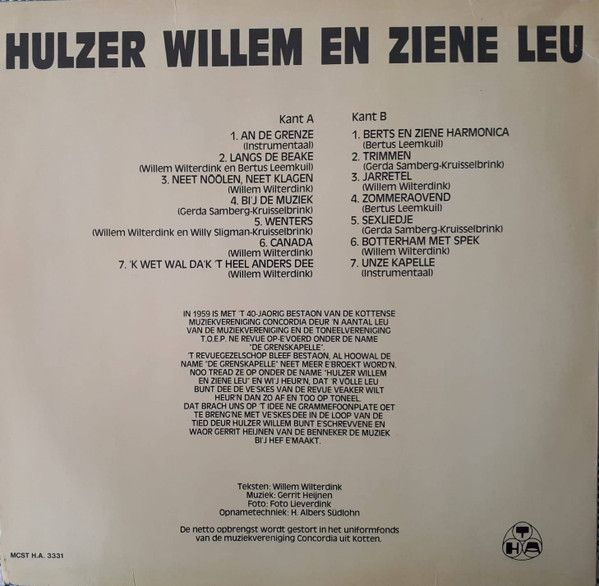 HULZER WILLEM EN ZIENE LEU
Kant A
1. AN DE GRENZE
(Instrumentaal)
2. LANGS DE BEAKE
(Willem Wilterdink en Bertus Leemkuil)
3. NEET NÖÖLEN, NEET KLAGEN
(Willem Wilterdink)
4. BI'J DE MUZIEK
(Gerda Samberg-Kruisselbrink)
5. WENTERS
(Willem Wilterdink en Willy Sligman-Kruisselbrink)
6. CANADA
(Willem Wilterdink)
7. 'K WET WAL DA'K 'T HEEL ANDERS DEE
(Willem Wilterdink)
Kant B
1. BERTS EN ZIENE HARMONICA
(Bertus Leemkuil)
2. TRIMMEN
(Gerda Samberg-Kruisselbrink)
3. JARRETEL
(Willem Wilterdink)
4. ZOMMERAOVEND
(Bertus Leemkuil)
5. SEXLIEDJE
(Gerda Samberg-Kruisselbrink)
6. BOTTERHAM MET SPEK
(Willem Wilterdink)
7. UNZE KAPELLE
(Instrumentaal)
IN 1959 IS MET 'T 40-JAORIG BESTAON VAN DE KOTTENSE
MUZIEKVERENIGING CONCORDIA DEUR 'N AANTAL LEU
VAN DE MUZIEKVERENIGING EN DE TONEELVERENIGING
T.O.E.P. NE REVUE OP-E'VOERD ONDER DE NAME
"DE GRENSKAPELLE".
'T REVUEGEZELSCHOP BLEEF BESTAON, AL HOOWAL DE
NAME "DE GRENSKAPELLE" NEET MEER E'BROEKT WORD'N.
NOO TREAD ZE OP ONDER DE NAME "HULZER WILLEM
EN ZIENE LEU" EN WI'J HEUR'N, DAT 'R VÖLLE LEU
BUNT DEE DE VE'SKES VAN DE REVUE VEAKER WILT
HEUR'N DAN ZO AF EN TOO OP TONEEL.
DAT BRACH UNS OP 'T IDEE NE GRAMMEFOONPLATE OET
TE BRENG'NE MET VE'SKES DEE IN DE LOOP VAN DE
TIED DEUR HULZER WILLEM BUNT E'SCHREVVENE EN
WAOR GERRIT HEIJNEN VAN DE BENNEKER DE MUZIEK
BI'J HEF E'MAAKT.
Teksten: Willem Wilterdink
Muziek: Gerrit Heijnen
Foto: Foto Lieverdink
Opnametechniek: H. Albers Südlohn
De netto opbrengst wordt gestort in het uniformfonds
van de muziekvereniging Concordia uit Kotten.
MCST H.A. 3331
T
H A